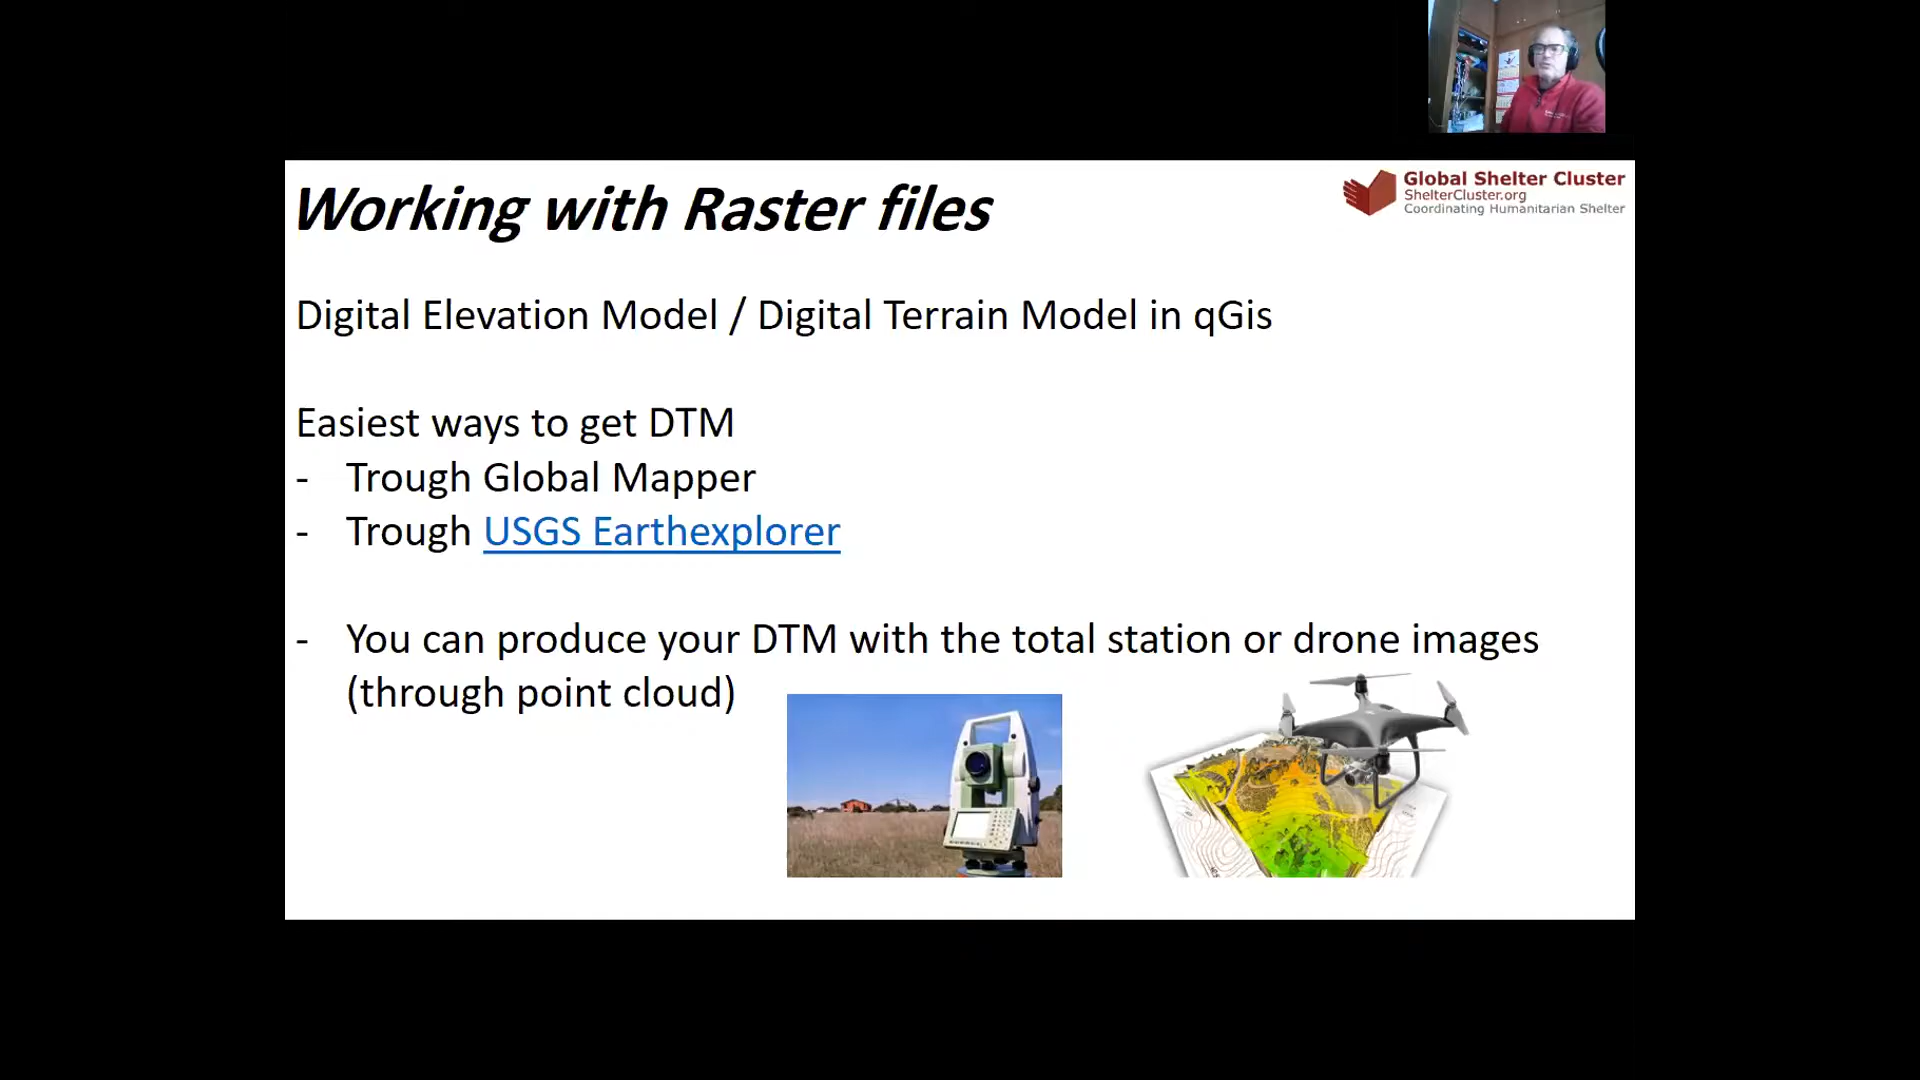 Working with Raster files
Global Shelter Cluster
ShelterCluster.org
Coordinating Humanitarian Shelter
Digital Elevation Model / Digital Terrain Model in qGis
Easiest ways to get DTM
- Trough Global Mapper
- Trough USGS Earthexplorer
- You can produce your DTM with the total station or drone images
(through point cloud)